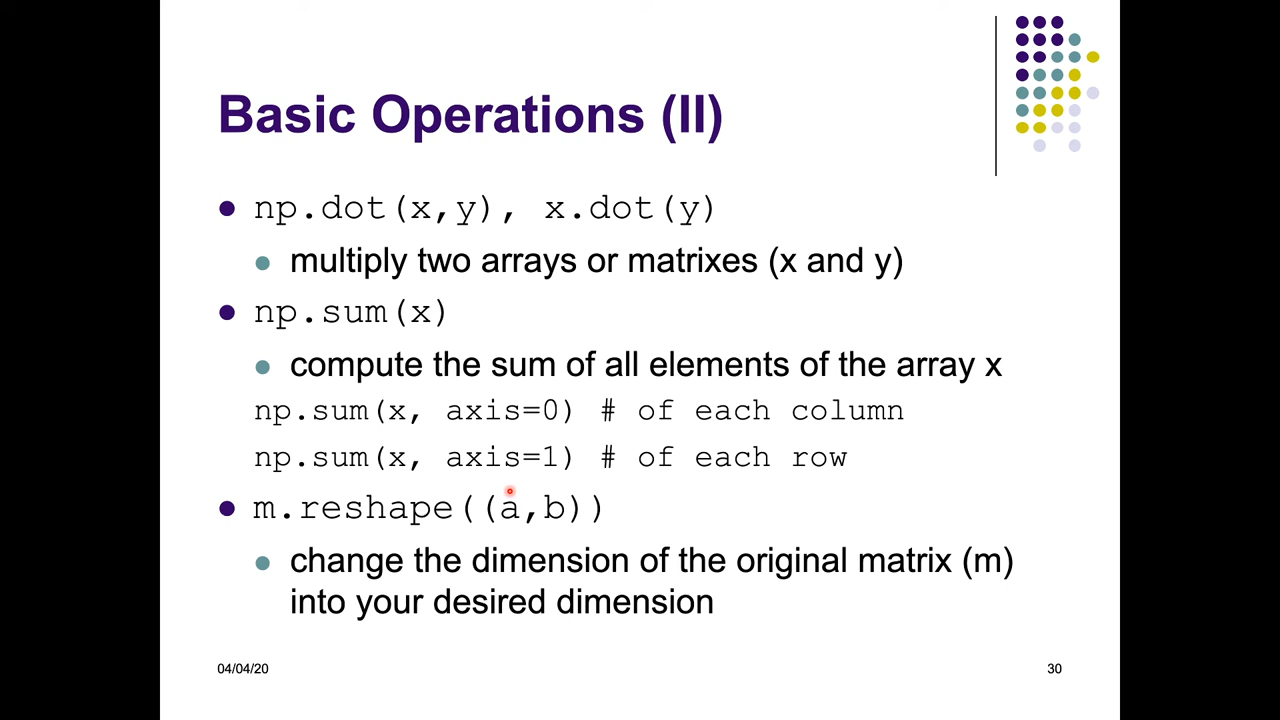 Basic Operations (II)
np.dot(x,y), x.dot(y)
multiply two arrays or matrixes (x and y)
np.sum(x)
compute the sum of all elements of the array x
np.sum(x, axis=0) # of each column
np.sum(x, axis=1) # of each row
m.reshape((a,b))
change the dimension of the original matrix (m)
into your desired dimension
04/04/20
30